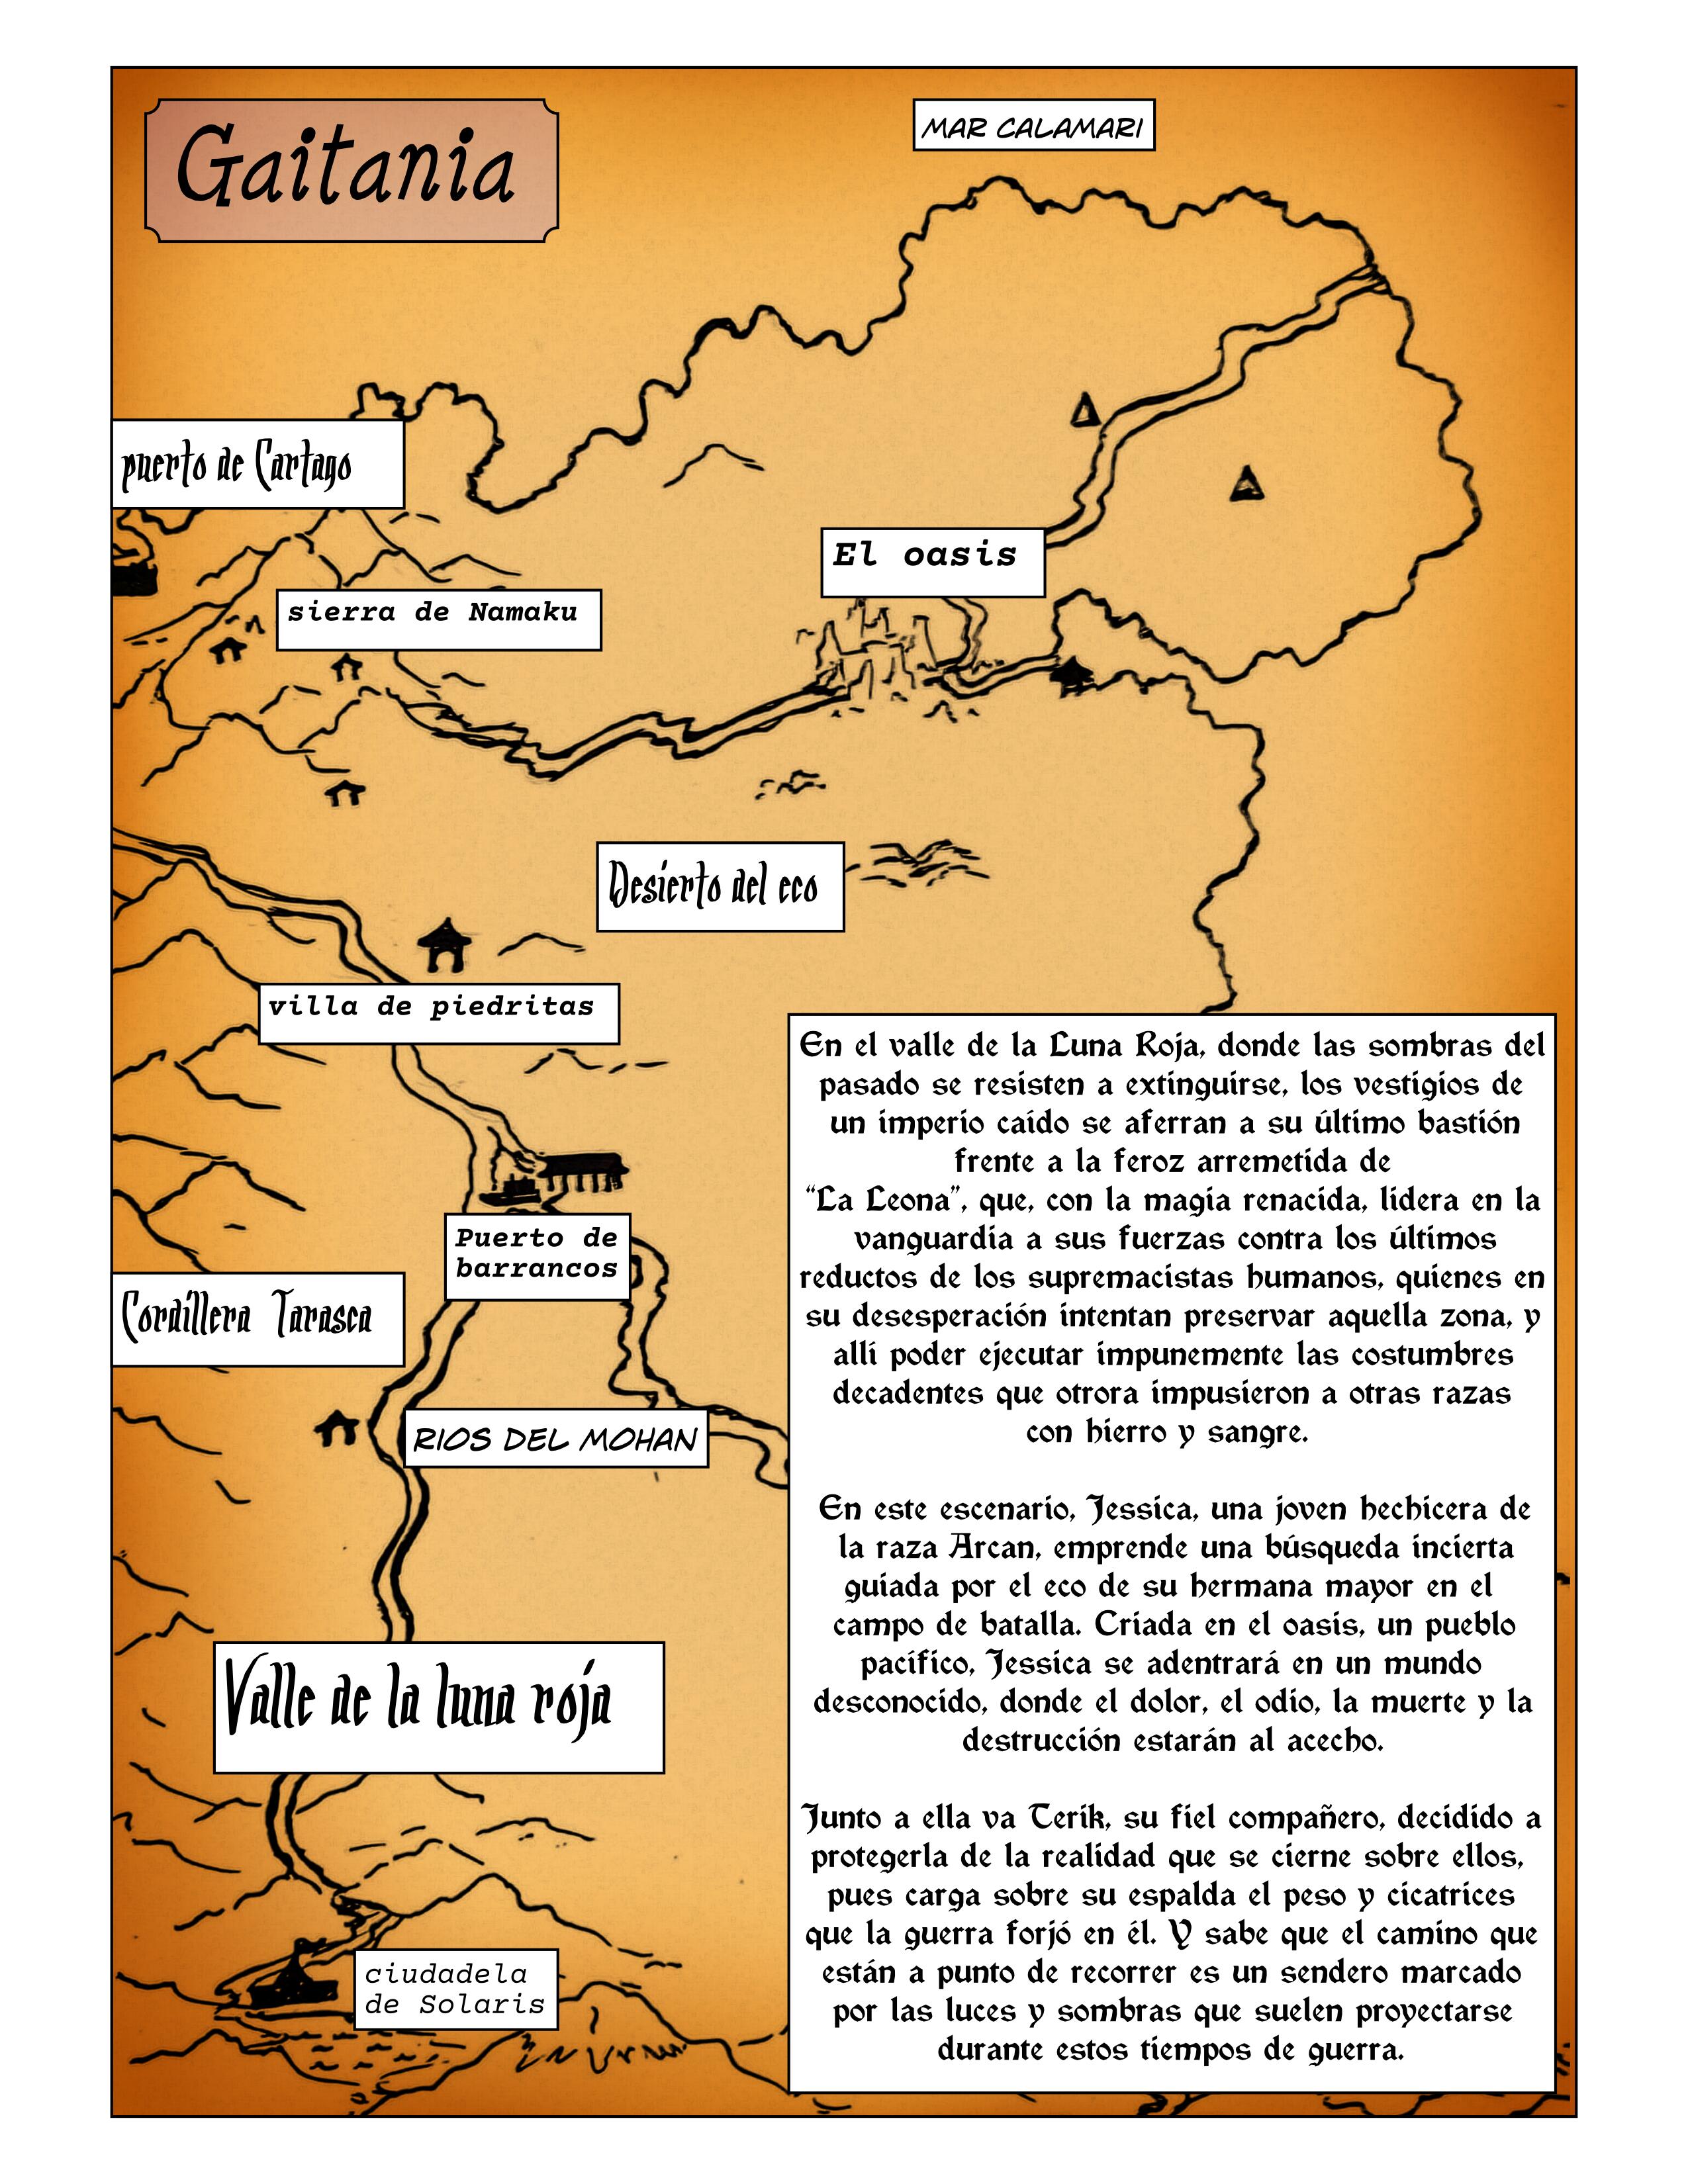 Gaitania
MAR CALAMARI
puerto de Cartago
El oasis
sierra de Namaku
Desierto del eco
villa de piedritas
Puerto de
barrancos
Cordillera Tarasca
RIOS DEL MOHAN
Valle de la luna roja
ciudadela
de Solaris
En el valle de la Luna Roja, donde las sombras del
pasado se resisten a extinguirse, los vestigios de
un imperio caído se aferran a su último bastión
frente a la feroz arremetida de
“La Leona”, que, con la magia renacida, lidera en la
vanguardia a sus fuerzas contra los últimos
reductos de los supremacistas humanos, quienes en
su desesperación intentan preservar aquella zona, y
allí poder ejecutar impunemente las costumbres
decadentes que otrora impusieron a otras razas
con hierro y sangre.
En este escenario, Jessica, una joven hechicera de
la raza Arcan, emprende una búsqueda incierta
guiada por el eco de su hermana mayor en el
campo de batalla. Criada en el oasis, un pueblo
pacífico, Jessica se adentrará en un mundo
desconocido, donde el dolor, el odio, la muerte y la
destrucción estarán al acecho.
Junto a ella va Terik, su fiel compañero, decidido a
protegerla de la realidad que se cierne sobre ellos,
pues carga sobre su espalda el peso y cicatrices
que la guerra forjó en él. Y sabe que el camino que
están a punto de recorrer es un sendero marcado
por las luces y sombras que suelen proyectarse
durante estos tiempos de guerra.